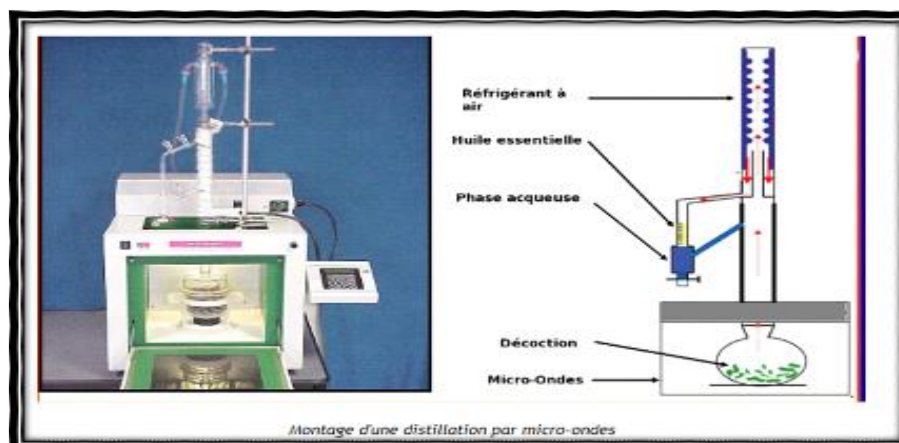 Réfrigérant à
air
Huile essentielle
Phase acqueuse
Décoction
Micro-Ondes
Montage d'une distillation par micro-ondes